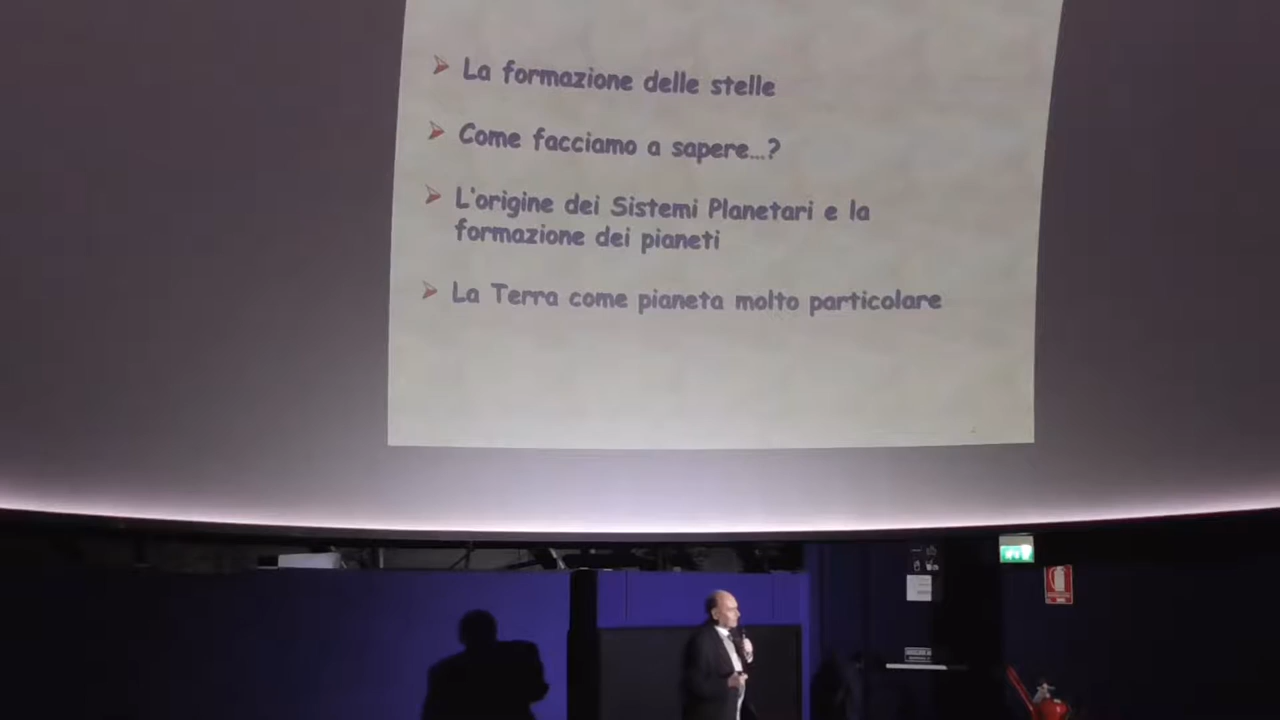 La formazione delle stelle
Come facciamo a sapere...?
L'origine dei Sistemi Planetari e la
formazione dei pianeti
La Terra come pianeta molto particolare